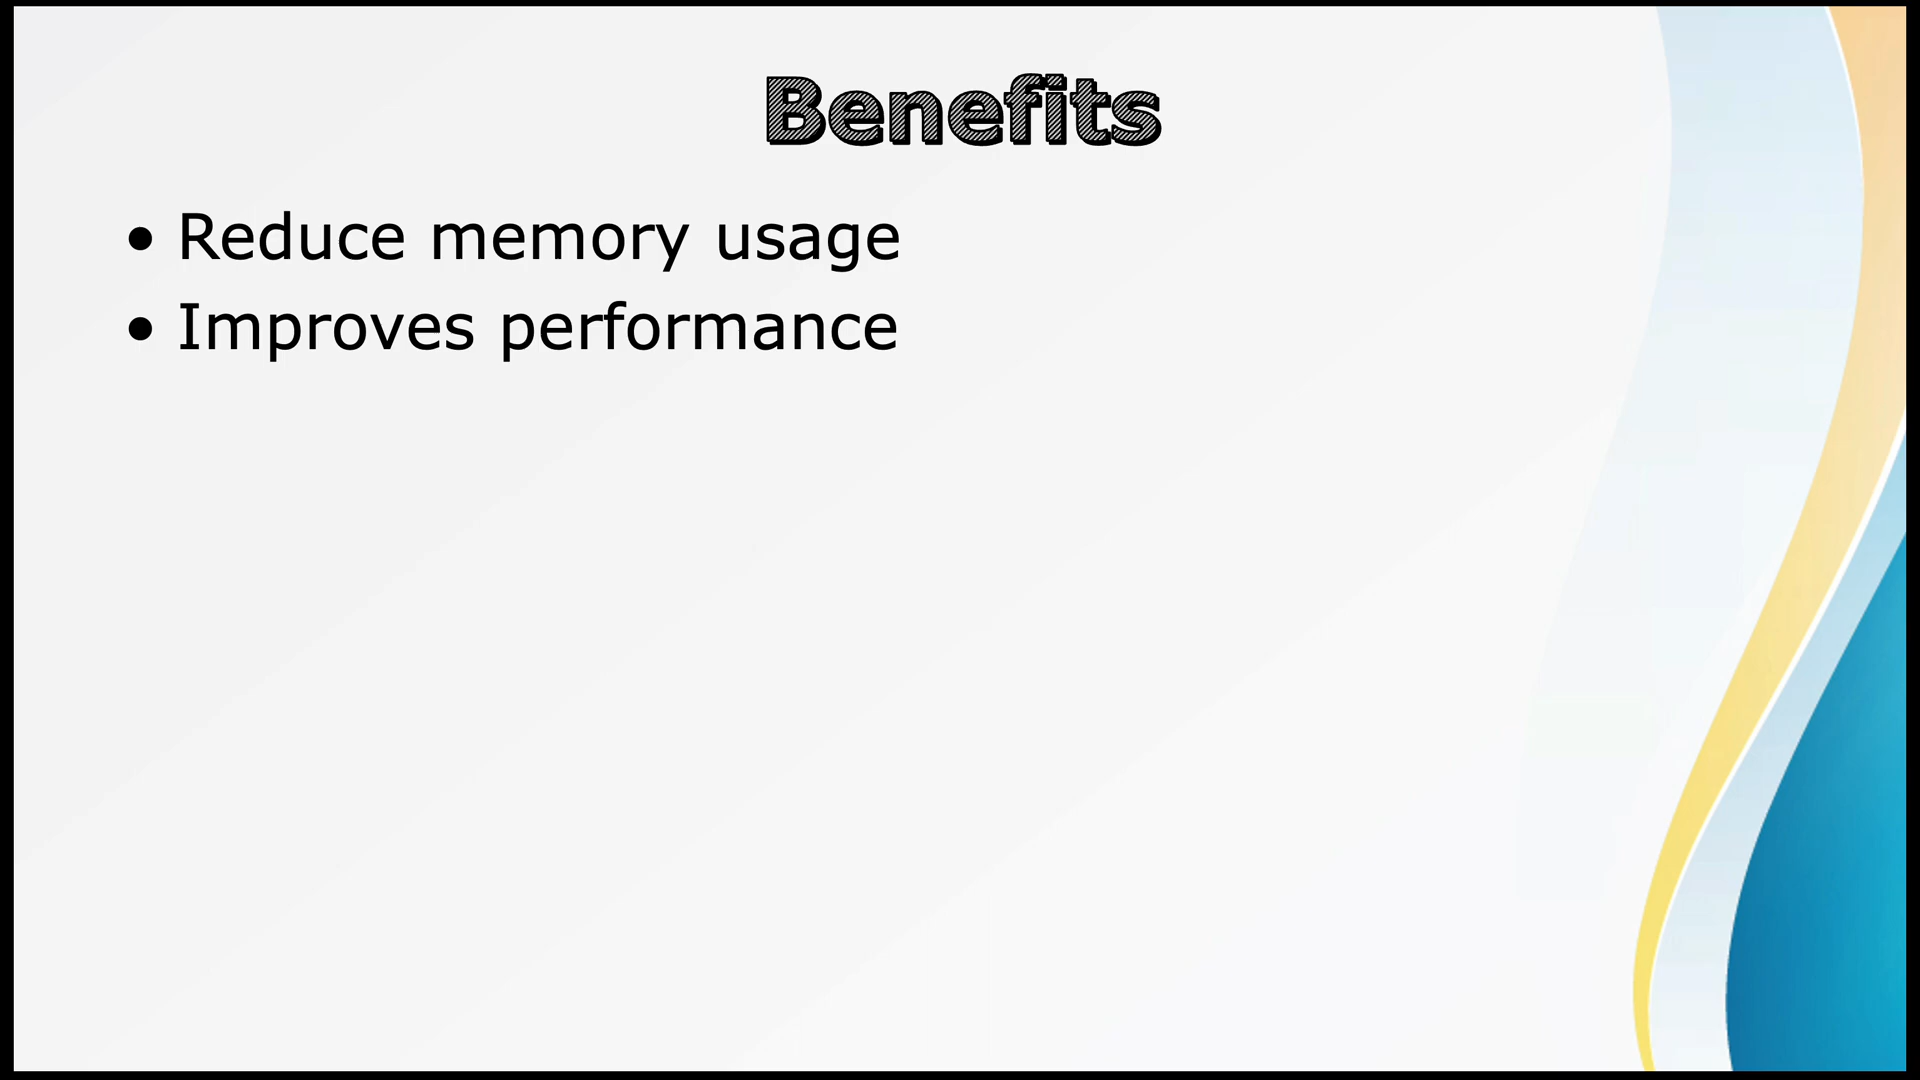 Benefits
• Reduce memory usage
• Improves performance